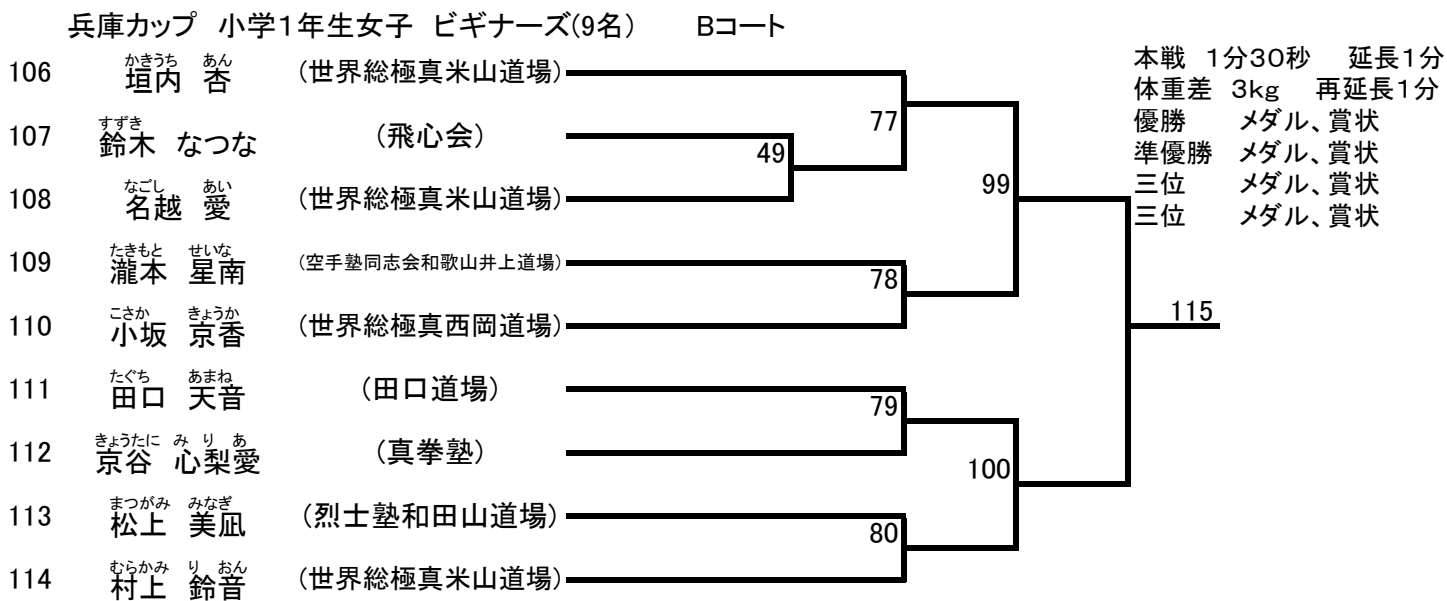 兵庫カップ 小学1年生女子 ビギナーズ(9名) Bコート
本戦 1分30秒 延長1分
体重差 3kg 再延長1分
優勝 メダル、賞状
準優勝 メダル、賞状
三位 メダル、賞状
三位 メダル、賞状
かきうち あん
106 垣内 杏 (世界総極真米山道場)
77
すずき
107 鈴木 なつな (飛心会)
49
なごし あい
108 名越 愛 (世界総極真米山道場)
99
たきもと せいな
109 瀧本 星南 (空手塾同志会和歌山井上道場)
78
こさか きょうか
110 小坂 京香 (世界総極真西岡道場)
115
たぐち あまね
111 田口 天音 (田口道場)
79
きょうたに み り あ
112 京谷 心梨愛 (真拳塾)
100
まつがみ みなぎ
113 松上 美凪 (烈士塾和田山道場)
80
むらかみ り おん
114 村上 鈴音 (世界総極真米山道場)